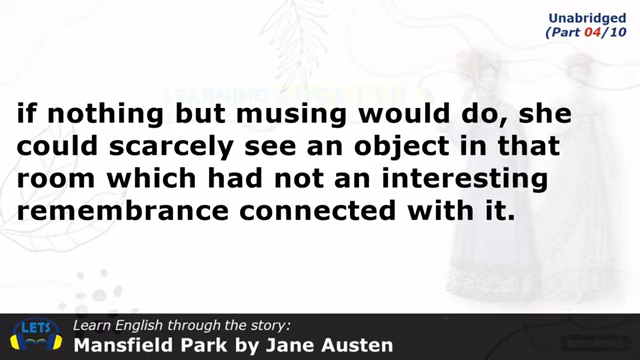 Unabridged
(Part 04/10
if nothing but musing would do, she
could scarcely see an object in that
room which had not an interesting
remembrance connected with it.
LETS
Learn English through the story:
Mansfield Park by Jane Austen